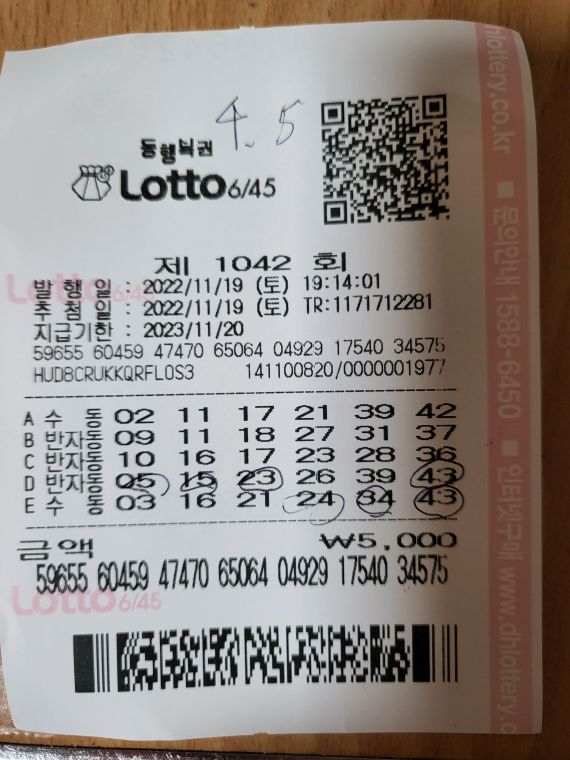 4. 5
동행복권
Lotto 6/45
제 1042 회
발 행 일 : 2022/11/19 (토) 19:14:01
추 첨 일 : 2022/11/19 (토) TR:1171712281
지급기한 : 2023/11/20
59655 60459 47470 65064 04929 17540 34575
HUD8CRUKKQRFL0S3 141100820/0000001977
A 수 동 02 11 17 21 39 42
B 반자동 09 11 18 27 31 37
C 반자동 10 16 17 23 28 36
D 반자동 05 15 23 26 39 43
E 수 동 03 16 21 24 34 43
금액 ₩5,000
59655 60459 47470 65064 04929 17540 34575
Lotto 6/45
Lotto 6/45
hlottery.co.kr ■ 문의안내 1588-6450 ■ 인터넷구매 www.dhlottery.c